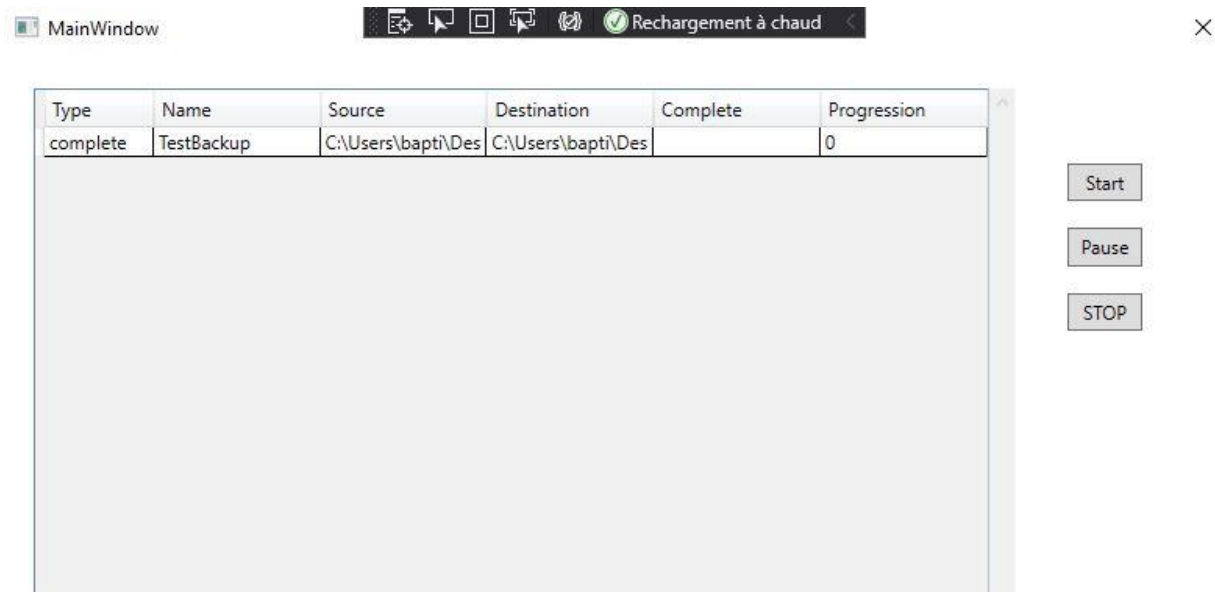 MainWindow
Rechargement à chaud
Type Name Source Destination Complete Progression
complete TestBackup C:\Users\bapti\Des C:\Users\bapti\Des 0
Start
Pause
STOP